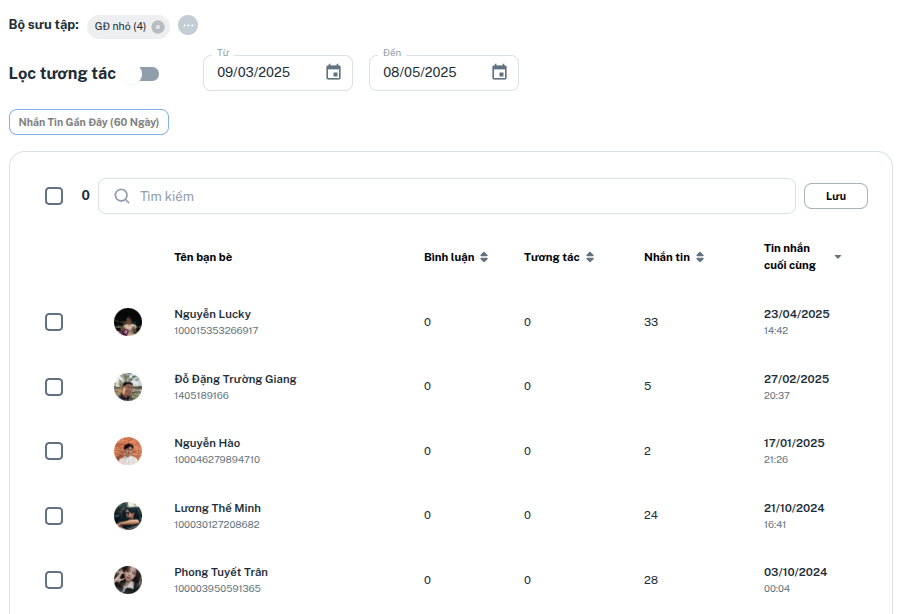 Bộ sưu tập: GĐ nhỏ (4)
Lọc tương tác
Từ
09/03/2025
Đến
08/05/2025
Nhắn Tin Gần Đây (60 Ngày)
0
Tìm kiếm
Lưu
Tên bạn bè Bình luận Tương tác Nhắn tin Tin nhắn
cuối cùng
Nguyễn Lucky 0 0 33 23/04/2025
100015353266917 14:42
Đỗ Đặng Trường Giang 0 0 5 27/02/2025
1405189166 20:37
Nguyễn Hào 0 0 2 17/01/2025
100046279894710 21:26
Lương Thế Minh 0 0 24 21/10/2024
100030127208682 16:41
Phong Tuyết Trân 0 0 28 03/10/2024
100003950591365 00:04